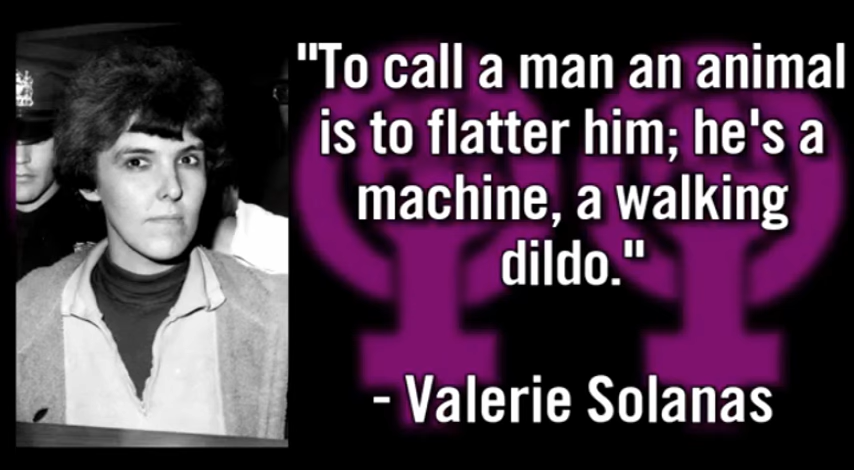 "To call a man an animal
is to flatter him; he's a
machine, a walking
dildo."
- Valerie Solanas